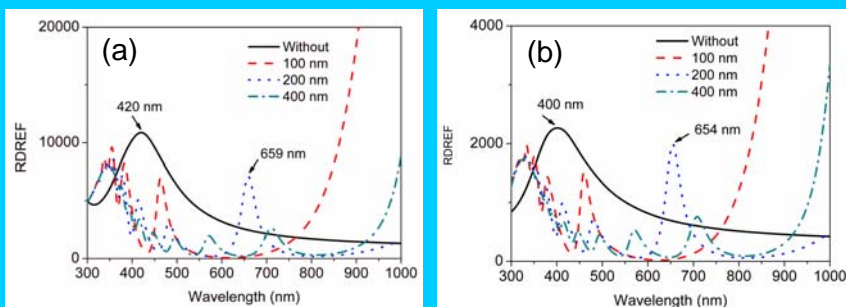 (a)
Without
100 nm
200 nm
400 nm
420 nm
659 nm
RDREF
20000
10000
0
300 400 500 600 700 800 900 1000
Wavelength (nm)
(b)
Without
100 nm
200 nm
400 nm
400 nm
654 nm
RDREF
4000
2000
0
300 400 500 600 700 800 900 1000
Wavelength (nm)